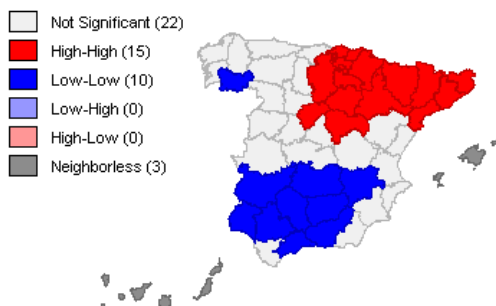 Not Significant (22)
High-High (15)
Low-Low (10)
Low-High (0)
High-Low (0)
Neighborless (3)